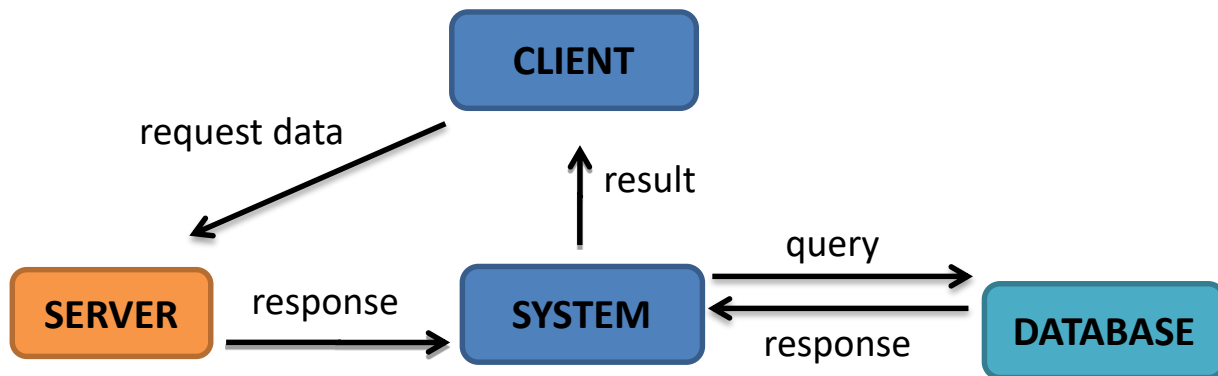 CLIENT
request data
result
query
SERVER
response
SYSTEM
response
DATABASE